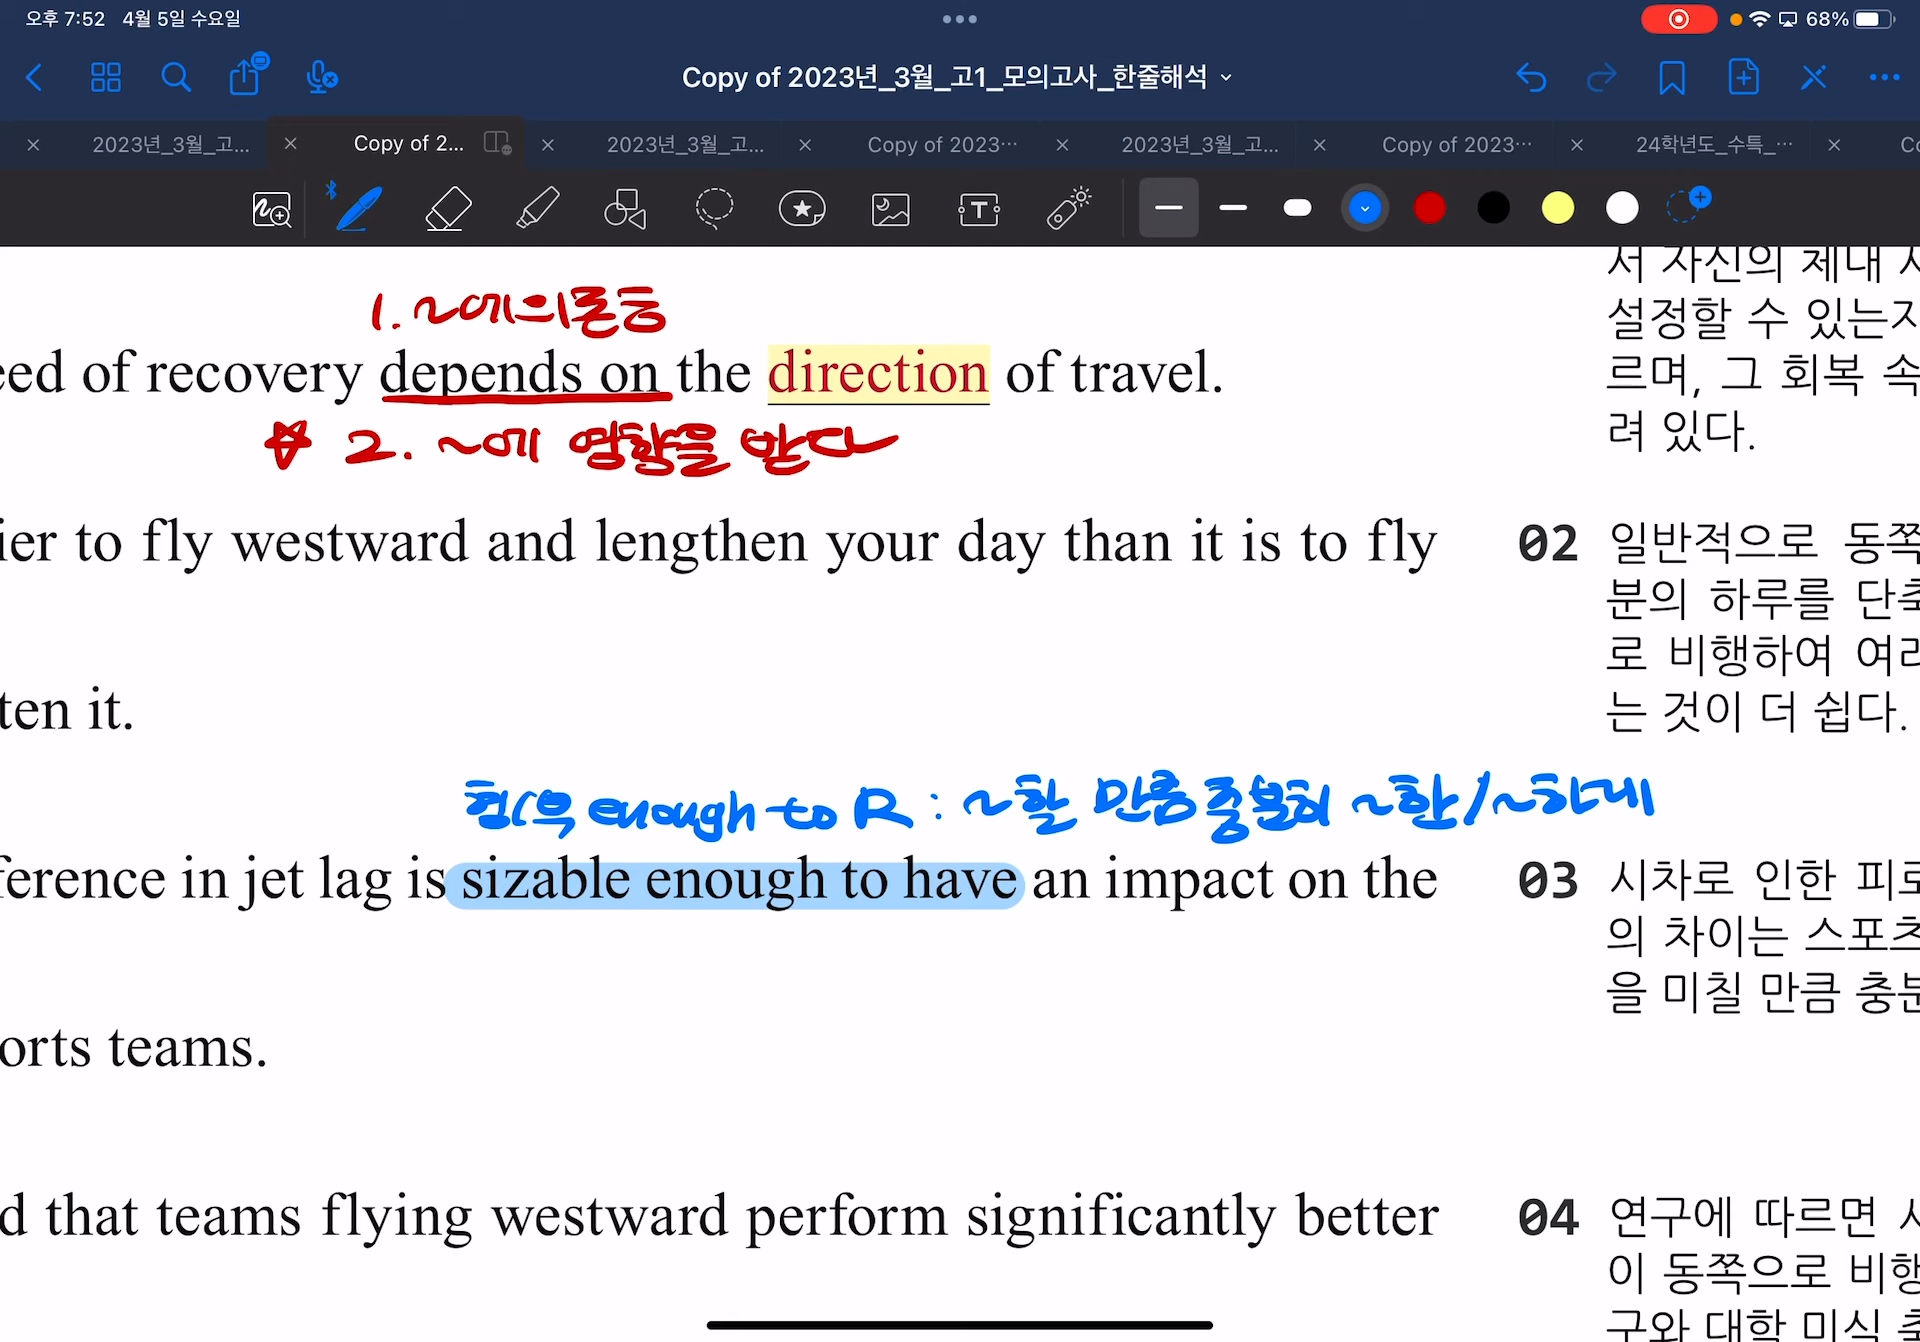 오후 7:52 4월 5일 수요일
68%
Copy of 2023년_3월_고1_모의고사_한줄해석
2023년_3월_고... Copy of 2... 2023년_3월_고... Copy of 2023... 2023년_3월_고... Copy of 2023... 24학년도_수특_...
서 자신의 체내
설정할 수 있는지
1. ~에 의존
eed of recovery depends on the direction of travel.
르며, 그 회복 속
2. ~에 영향을 받다
려 있다.
ier to fly westward and lengthen your day than it is to fly
02 일반적으로 동쪽
분의 하루를 단축
로 비행하여 여러
ten it.
는 것이 더 쉽다.
형/부 enough to R : ~할 만큼 충분히 ~한/~하게
ference in jet lag is sizable enough to have an impact on the
03 시차로 인한 피로
의 차이는 스포츠
을 미칠 만큼 충분
orts teams.
d that teams flying westward perform significantly better
04 연구에 따르면
이 동쪽으로 비행
구와 대학 미식